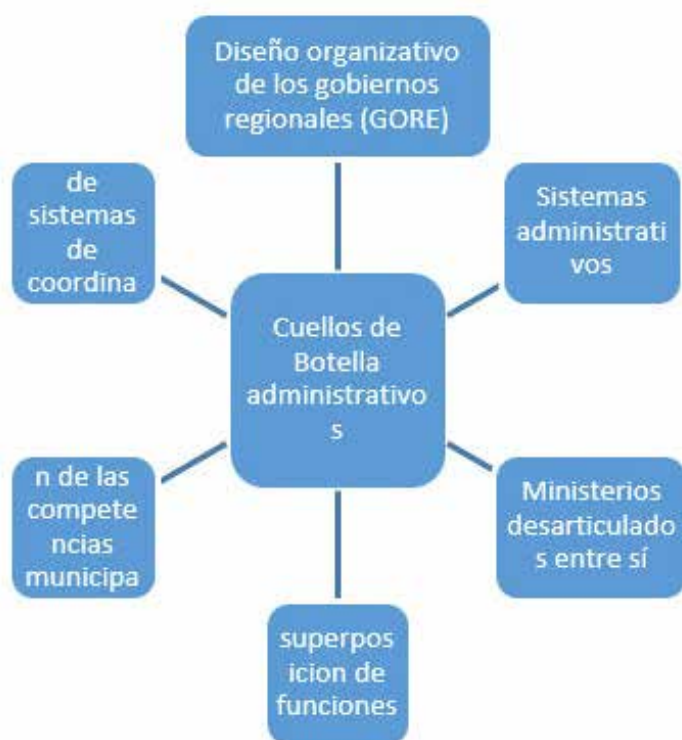 Diseño organizativo
de los gobiernos
regionales (GORE)
Sistemas
administrati
vos
Ministerios
desarticulado
s entre sí
superpos
icion de
funciones
n de las
compete
ncias
municipa
de
sistemas
de
coordina
Cuellos de
Botella
administrativo
s